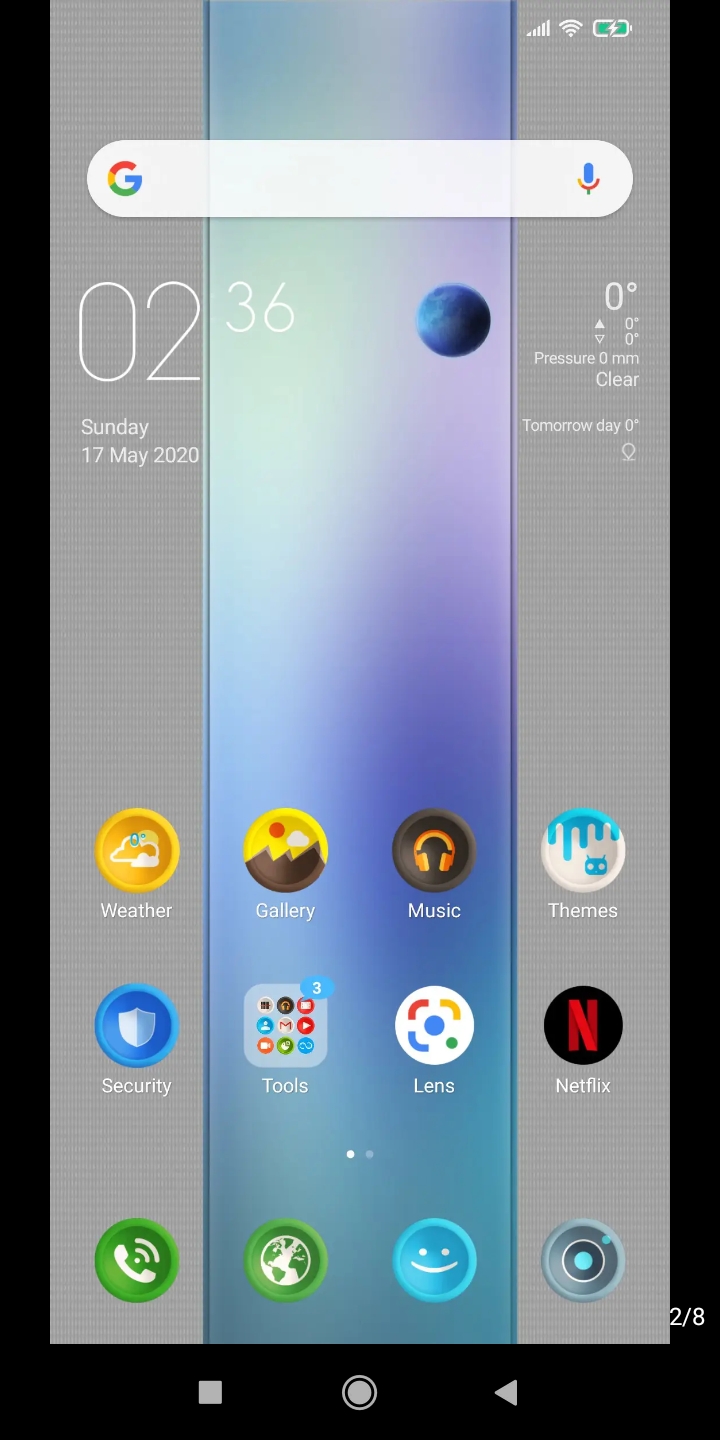 02 36
0°
0°
0°
Pressure 0 mm
Clear
Sunday
17 May 2020
Tomorrow day 0°
0°
Weather
Gallery
Music
Themes
3
Security
Tools
Lens
N
Netflix
2/8